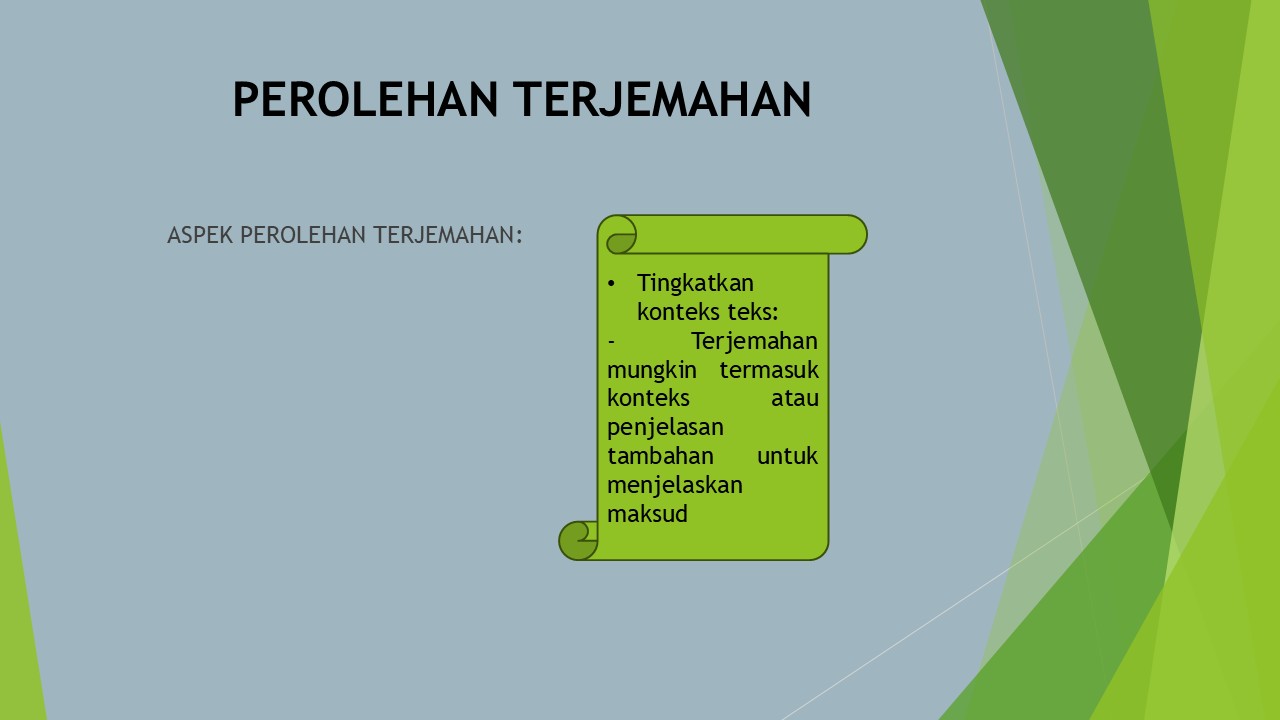 PEROLEHAN TERJEMAHAN
ASPEK PEROLEHAN TERJEMAHAN:
• Tingkatkan
konteks teks:
- Terjemahan
mungkin termasuk
konteks atau
penjelasan
tambahan untuk
menjelaskan
maksud